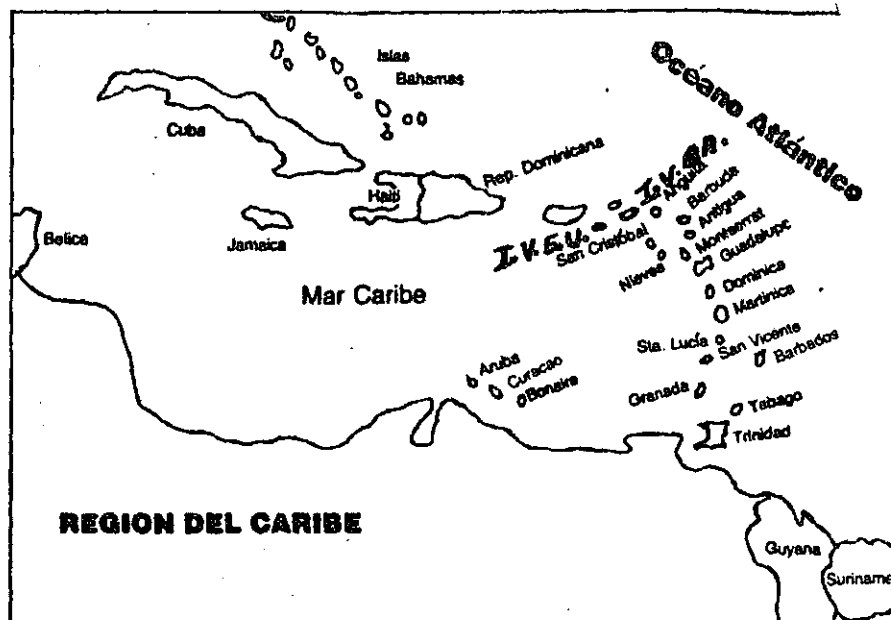 Islas
Bahamas
Océano Atlántico
Cuba
Rep. Dominicana
Haití
I.V.BR.
Anguila
Barbuda
Antigua
Montserrat
Guadalupe
Belice
Jamaica
I.V.E.U.
San Cristóbal
Nieves
Dominica
Martinica
Mar Caribe
Sta. Lucía
San Vicente
Barbados
Aruba
Curacao
Bonaire
Granada
Tabago
Trinidad
REGION DEL CARIBE
Guyana
Suriname